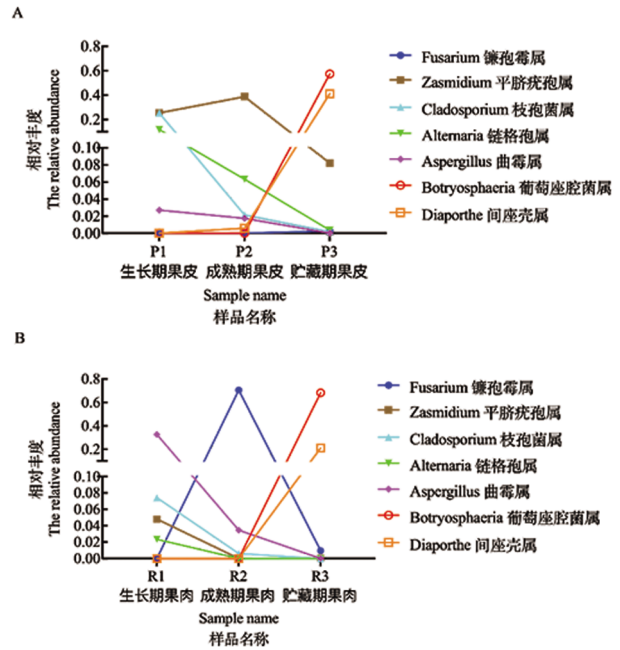 A
相对丰度
The relative abundance
0.8
0.6
0.4
0.2
0.10
0.08
0.06
0.04
0.02
0.00
P1
P2
P3
生长期果皮
成熟期果皮
贮藏期果皮
Sample name
样品名称
Fusarium 镰孢霉属
Zasmidium 平脐疣孢属
Cladosporium 枝孢菌属
Alternaria 链格孢属
Aspergillus 曲霉属
Botryosphaeria 葡萄座腔菌属
Diaporthe 间座壳属
B
相对丰度
The relative abundance
0.8
0.6
0.4
0.2
0.10
0.08
0.06
0.04
0.02
0.00
R1
R2
R3
生长期果肉
成熟期果肉
贮藏期果肉
Sample name
样品名称
Fusarium 镰孢霉属
Zasmidium 平脐疣孢属
Cladosporium 枝孢菌属
Alternaria 链格孢属
Aspergillus 曲霉属
Botryosphaeria 葡萄座腔菌属
Diaporthe 间座壳属